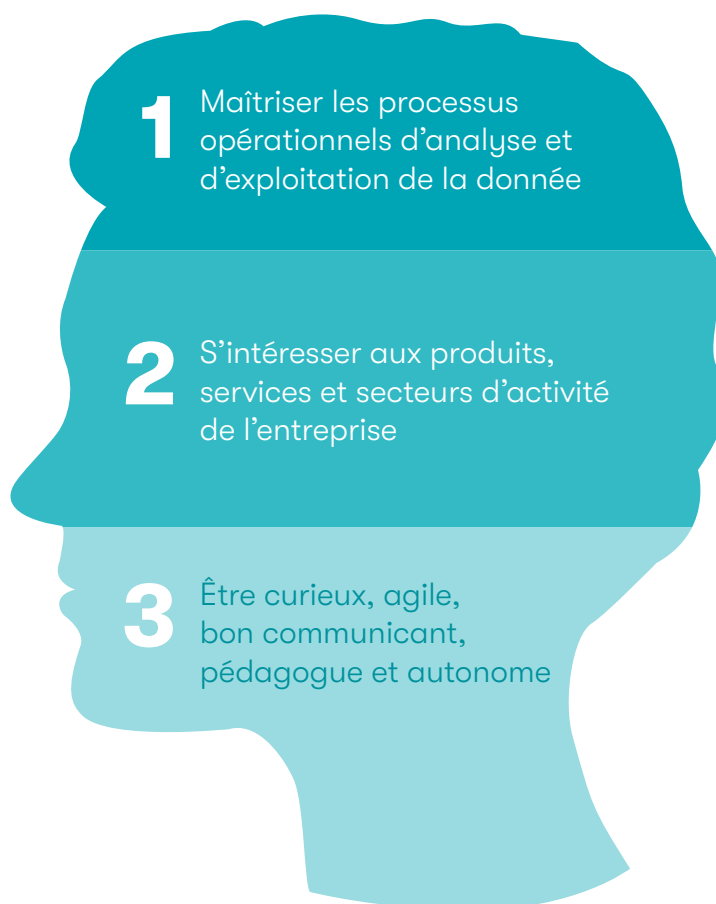 1 Maîtriser les processus
opérationnels d’analyse et
d’exploitation de la donnée
2 S’intéresser aux produits,
services et secteurs d’activité
de l’entreprise
3 Être curieux, agile,
bon communicant,
pédagogue et autonome